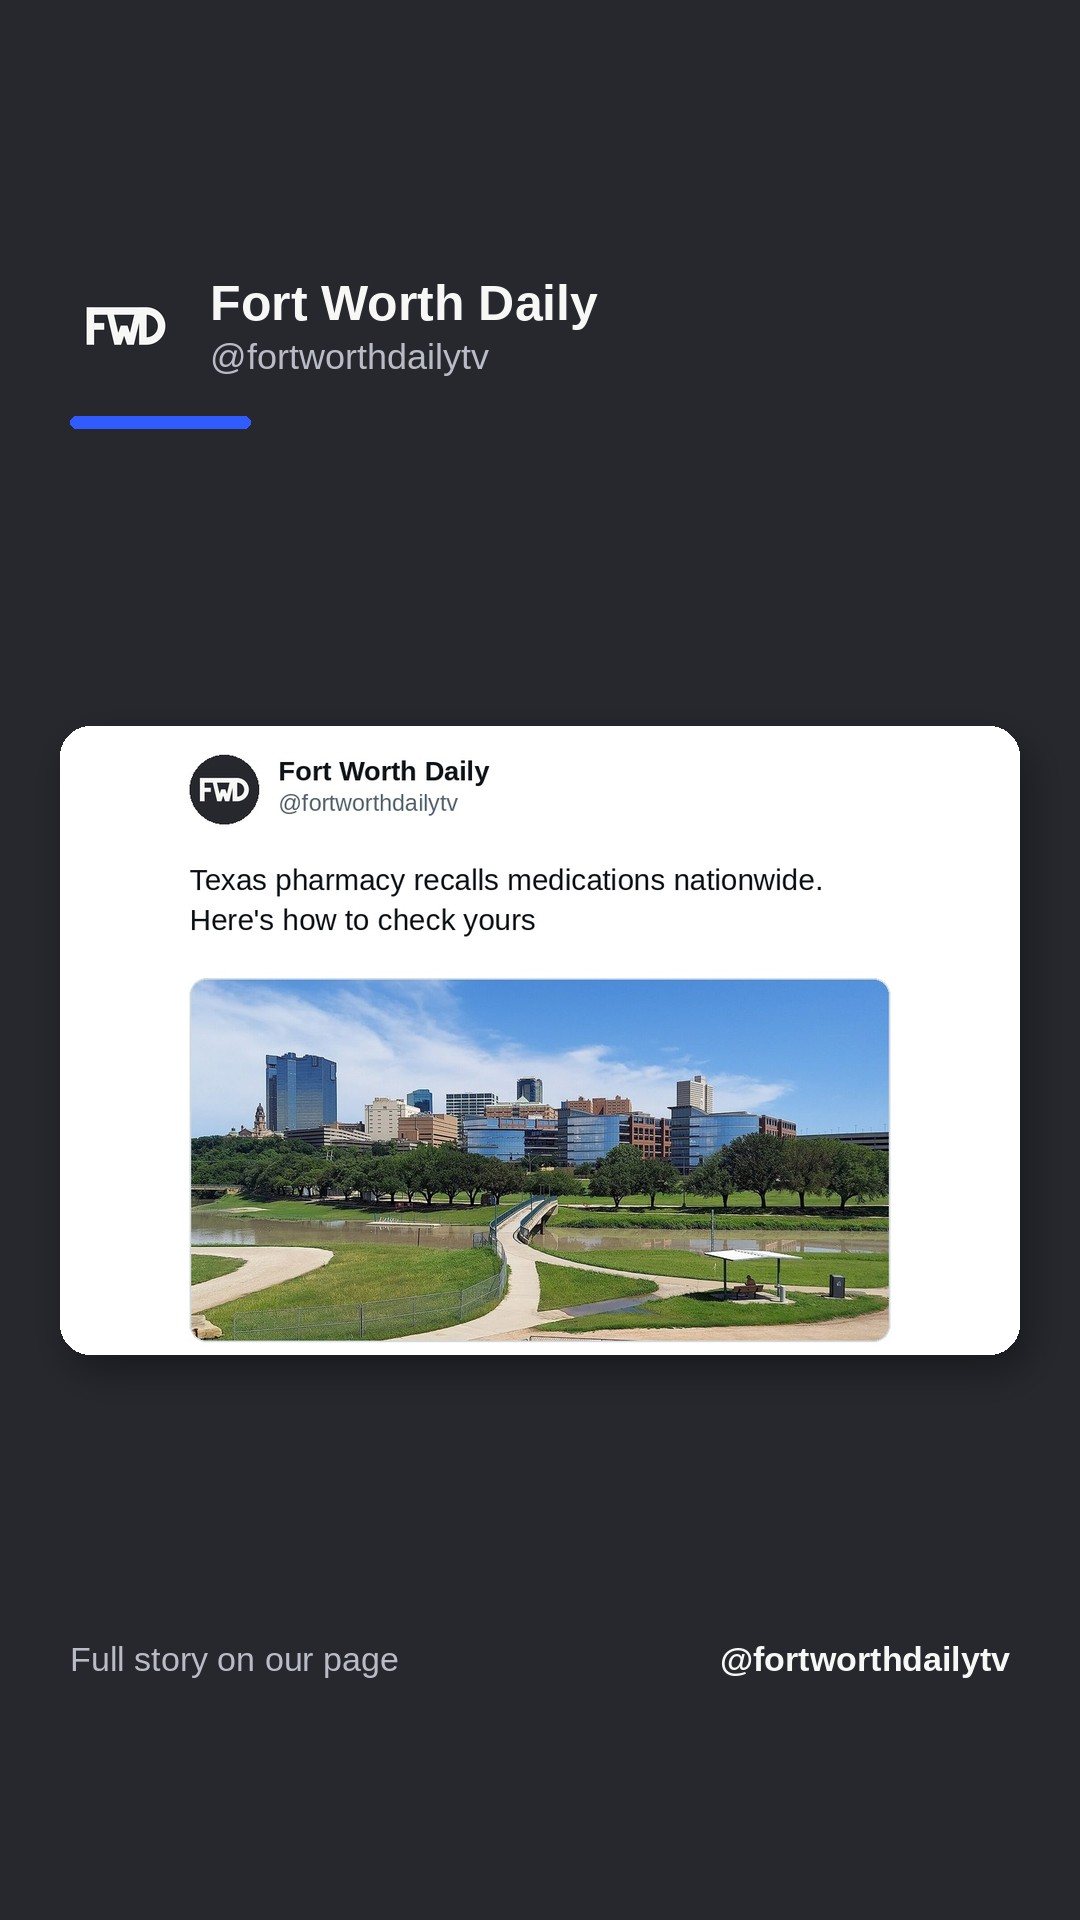 FWD
Fort Worth Daily
@fortworthdailytv
FWD
Fort Worth Daily
@fortworthdailytv
Texas pharmacy recalls medications nationwide.
Here's how to check yours
Full story on our page
@fortworthdailytv